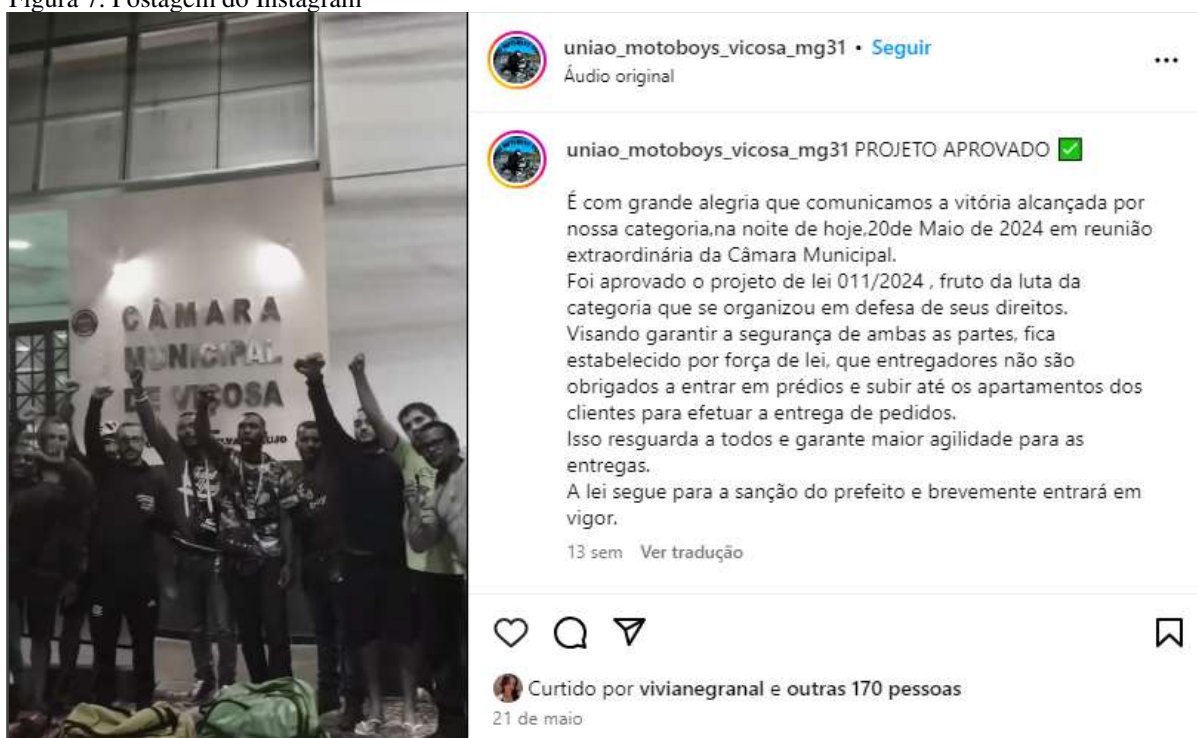 Figura 7. Postagem do Instagram
uniao_motoboys_vicosa_mg31 • Seguir
Áudio original
uniao_motoboys_vicosa_mg31 PROJETO APROVADO ✅
É com grande alegria que comunicamos a vitória alcançada por
nossa categoria,na noite de hoje,20de Maio de 2024 em reunião
extraordinária da Câmara Municipal.
Foi aprovado o projeto de lei 011/2024 , fruto da luta da
categoria que se organizou em defesa de seus direitos.
Visando garantir a segurança de ambas as partes, fica
estabelecido por força de lei, que entregadores não são
obrigados a entrar em prédios e subir até os apartamentos dos
clientes para efetuar a entrega de pedidos.
Isso resguarda a todos e garante maior agilidade para as
entregas.
A lei segue para a sanção do prefeito e brevemente entrará em
vigor.
13 sem Ver tradução
Curtido por vivianegranal e outras 170 pessoas
21 de maio
CÂMARA
MUNICIPAL
DE VIÇOSA